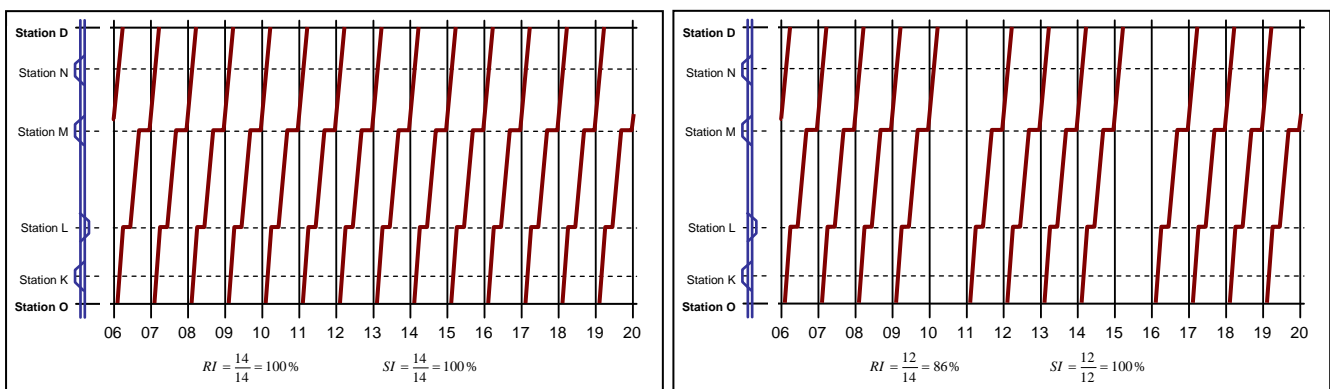 Station D
Station N
Station M
Station L
Station K
Station O
06 07 08 09 10 11 12 13 14 15 16 17 18 19 20
RI = 14/14 = 100% SI = 14/14 = 100%
Station D
Station N
Station M
Station L
Station K
Station O
06 07 08 09 10 11 12 13 14 15 16 17 18 19 20
RI = 12/14 = 86% SI = 12/12 = 100%